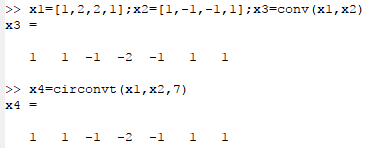 >> x1=[1,2,2,1];x2=[1,-1,-1,1];x3=conv(x1,x2)
x3 =
1 1 -1 -2 -1 1 1
>> x4=circonvt(x1,x2,7)
x4 =
1 1 -1 -2 -1 1 1